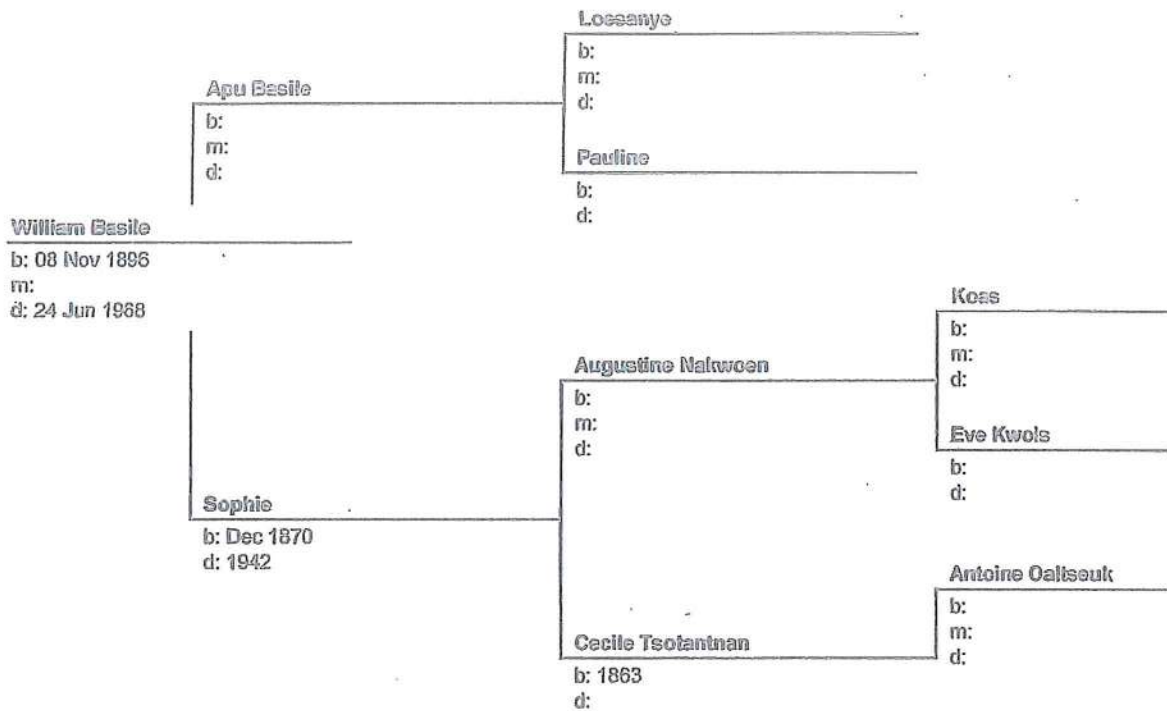 Lossanye
b:
m:
d:
Apu Basile
b:
m:
d:
Pauline
b:
d:
William Basile
b: 08 Nov 1896
m:
d: 24 Jun 1968
Koas
b:
m:
d:
Augustine Nakwoen
b:
m:
d:
Eve Kwols
b:
d:
Sophie
b: Dec 1870
d: 1942
Antoine Oaltseuk
b:
m:
d:
Cecile Tsotantnan
b: 1863
d: